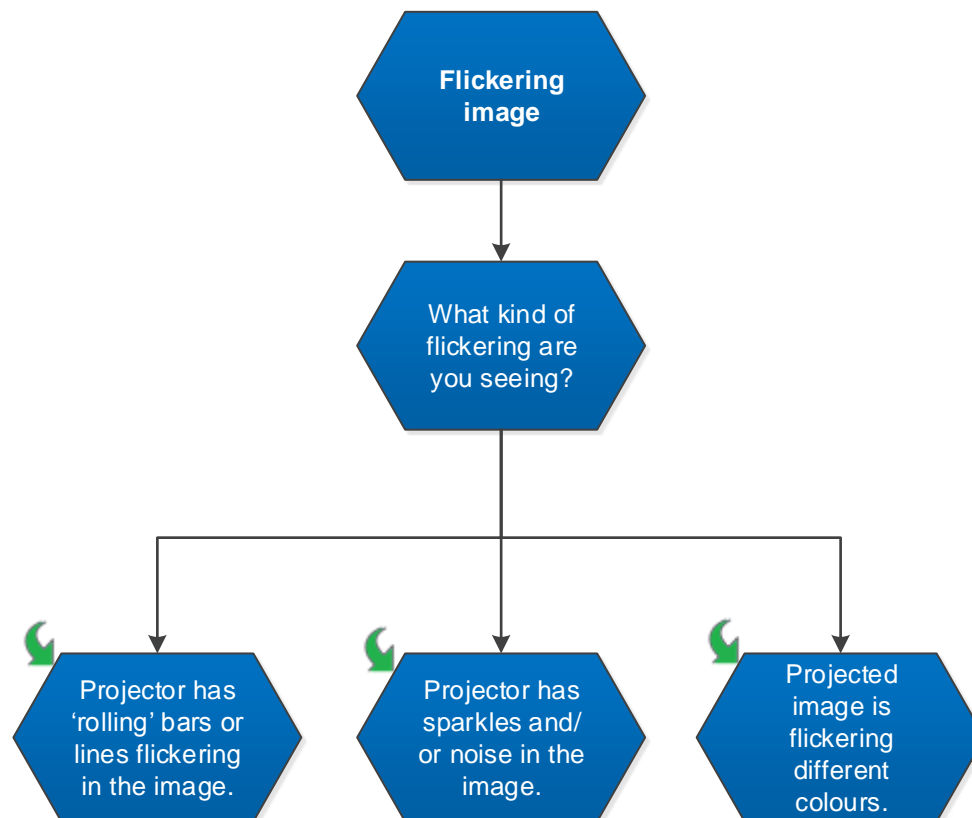 Flickering
image
What kind of
flickering are
you seeing?
Projector has
‘rolling’ bars or
lines flickering
in the image.
Projector has
sparkles and/
or noise in the
image.
Projected
image is
flickering
different
colours.